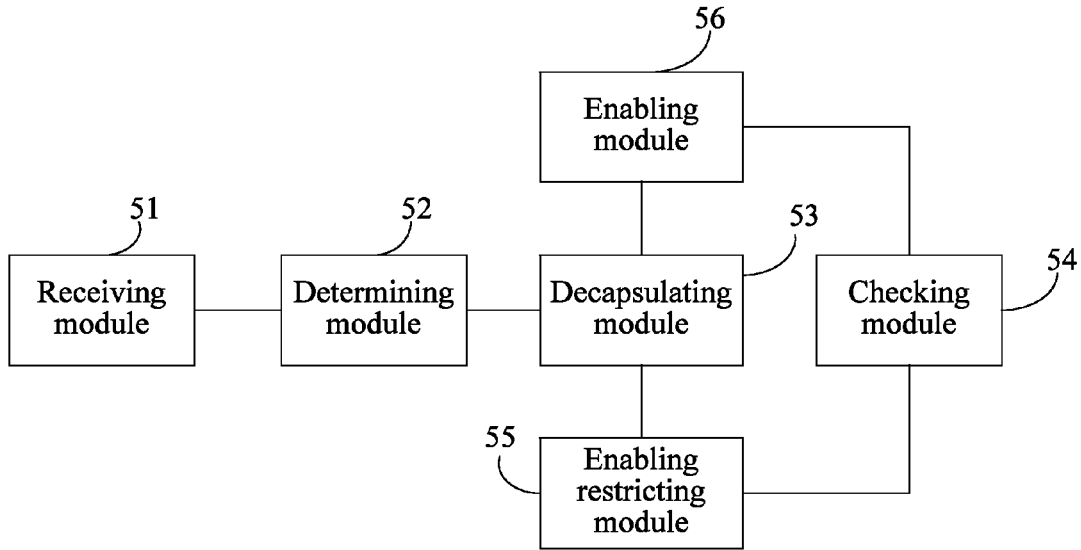 56
Enabling
module
51
52
53
54
Receiving
module
Determining
module
Decapsulating
module
Checking
module
55
Enabling
restricting
module